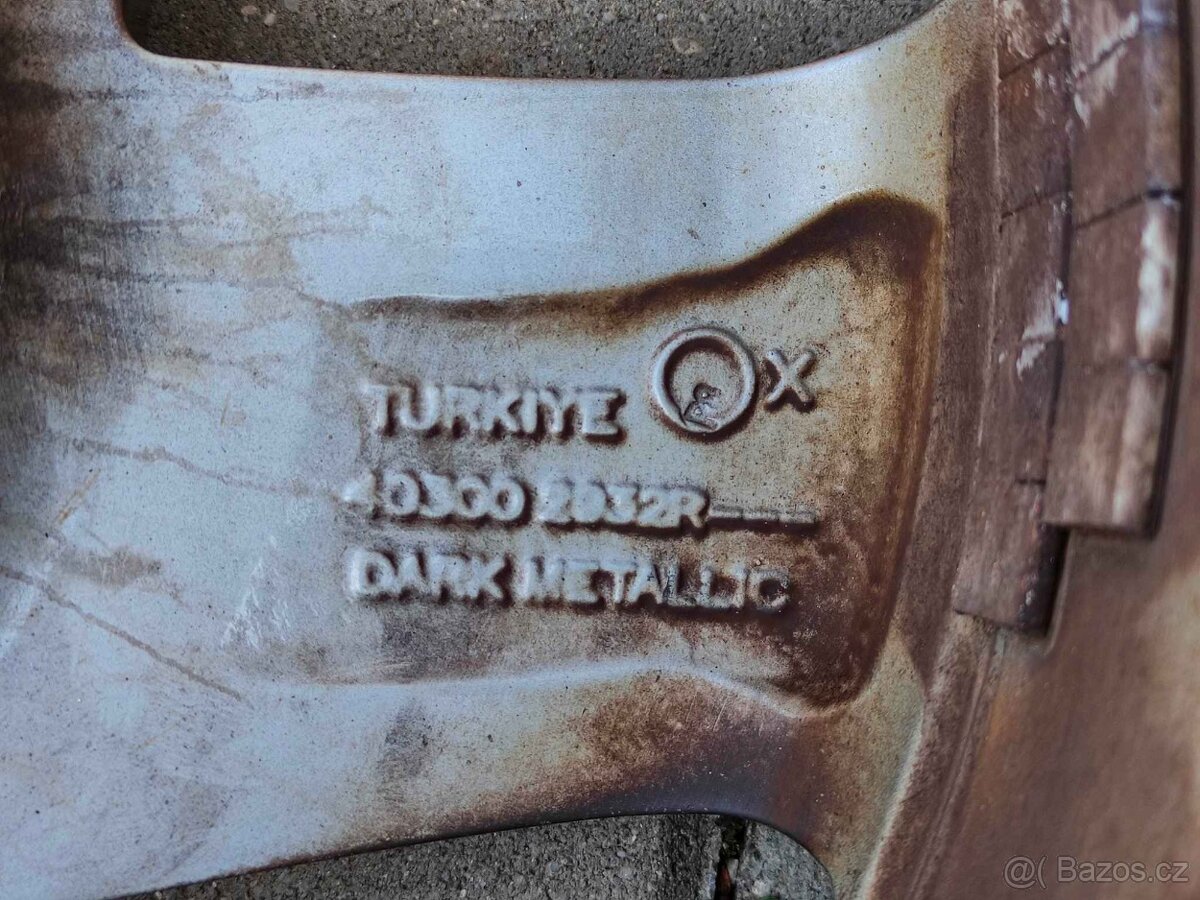 TURKIYE X
40300 2932R----
DARK METALLIC
@( Bazos.cz